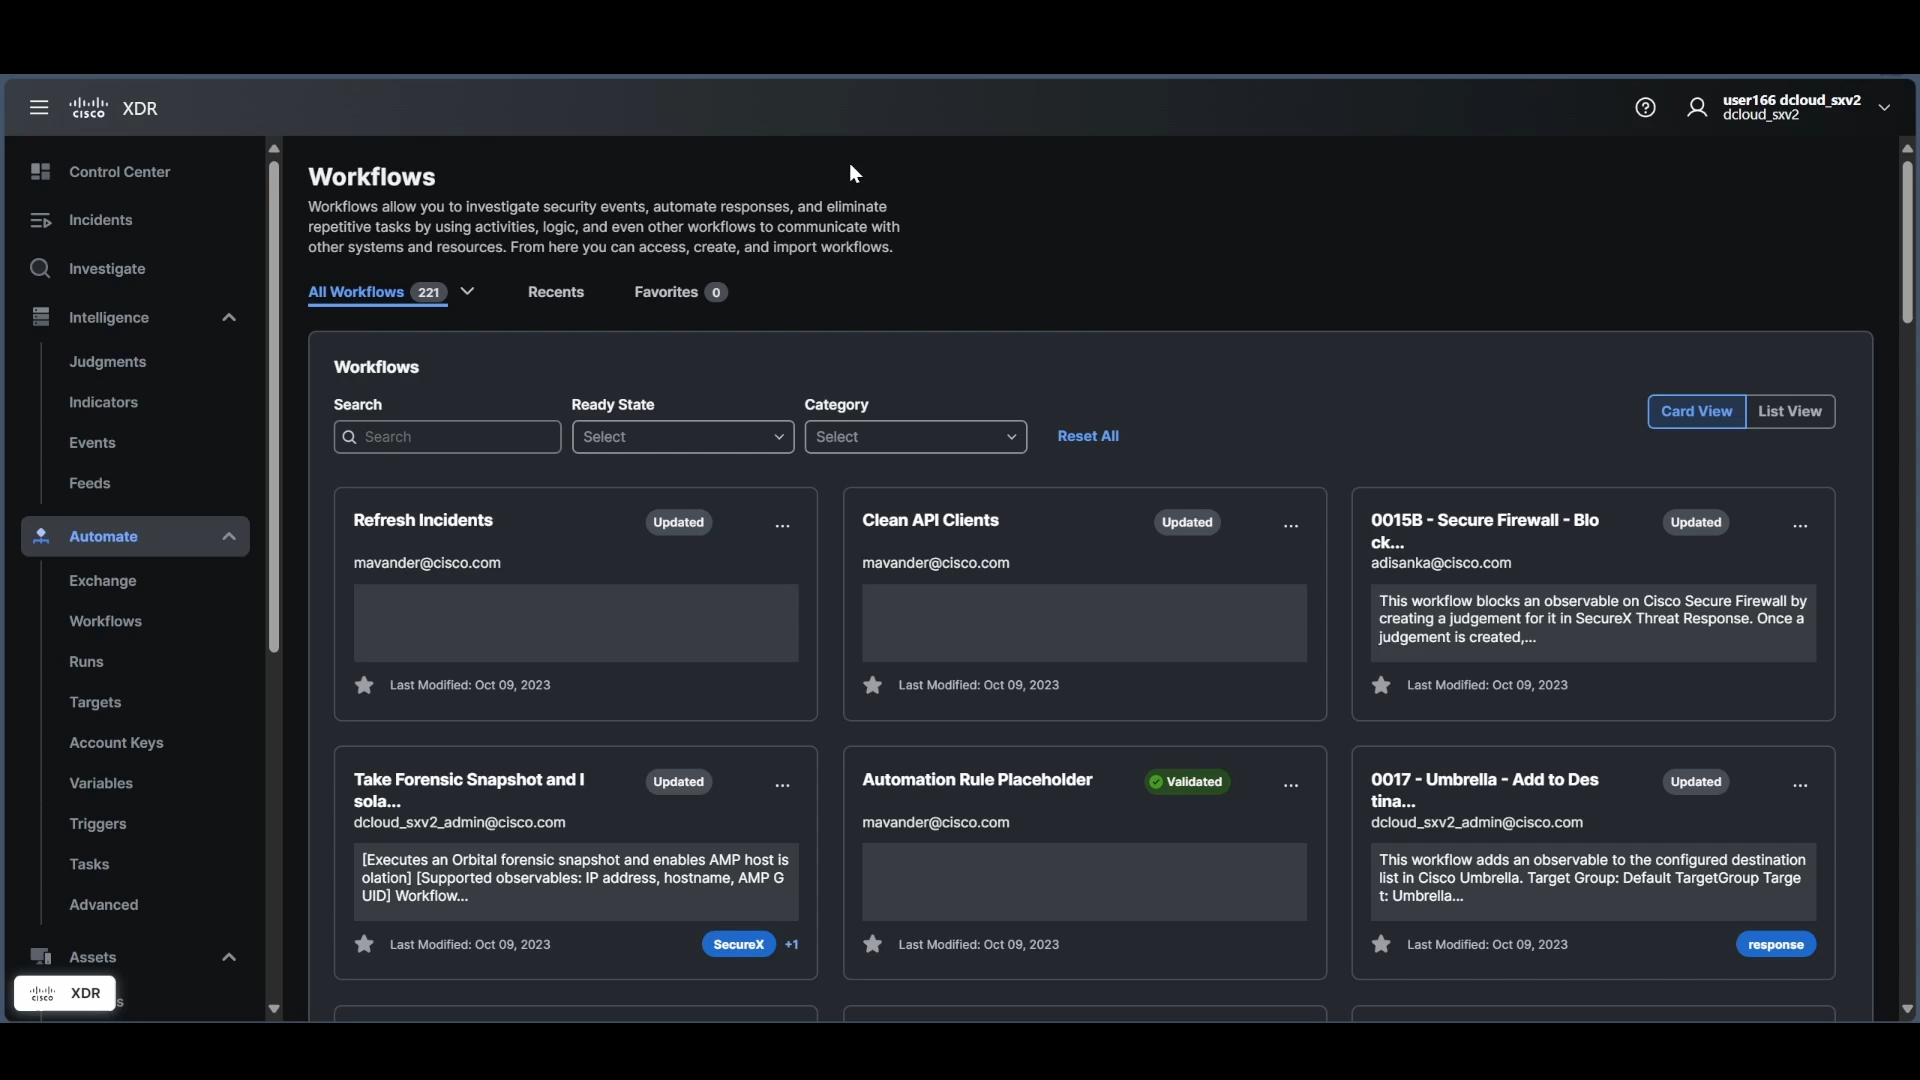 cisco XDR
user166 dcloud_sxv2
dcloud_sxv2
Control Center
Incidents
Investigate
Intelligence
Judgments
Indicators
Events
Feeds
Automate
Exchange
Workflows
Runs
Targets
Account Keys
Variables
Triggers
Tasks
Advanced
Assets
cisco XDR
Workflows
Workflows allow you to investigate security events, automate responses, and eliminate
repetitive tasks by using activities, logic, and even other workflows to communicate with
other systems and resources. From here you can access, create, and import workflows.
All Workflows 221 Recents Favorites 0
Workflows
Search Ready State Category
Search Select Select Reset All
Card View List View
Refresh Incidents Updated ...
mavander@cisco.com
Last Modified: Oct 09, 2023
Clean API Clients Updated ...
mavander@cisco.com
Last Modified: Oct 09, 2023
0015B - Secure Firewall - Blo Updated ...
ck...
adisanka@cisco.com
This workflow blocks an observable on Cisco Secure Firewall by
creating a judgement for it in SecureX Threat Response. Once a
judgement is created,...
Last Modified: Oct 09, 2023
Take Forensic Snapshot and I Updated ...
sola...
dcloud_sxv2_admin@cisco.com
[Executes an Orbital forensic snapshot and enables AMP host is
olation] [Supported observables: IP address, hostname, AMP G
UID] Workflow...
Last Modified: Oct 09, 2023 SecureX +1
Automation Rule Placeholder Validated ...
mavander@cisco.com
Last Modified: Oct 09, 2023
0017 - Umbrella - Add to Des Updated ...
tina...
dcloud_sxv2_admin@cisco.com
This workflow adds an observable to the configured destination
list in Cisco Umbrella. Target Group: Default TargetGroup Targe
t: Umbrella...
Last Modified: Oct 09, 2023 response